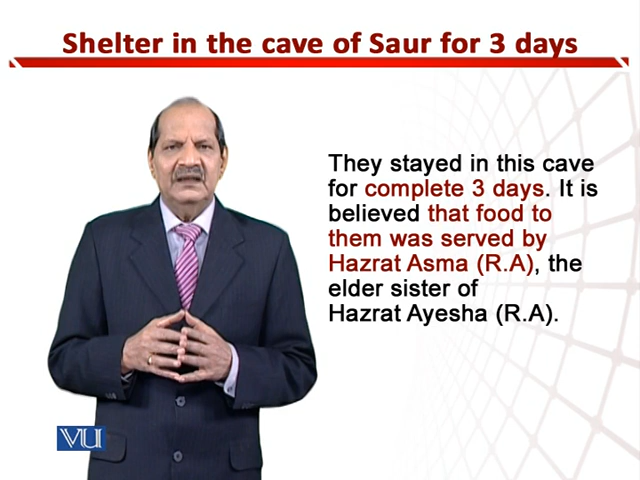 Shelter in the cave of Saur for 3 days
They stayed in this cave
for complete 3 days. It is
believed that food to
them was served by
Hazrat Asma (R.A), the
elder sister of
Hazrat Ayesha (R.A).
VU